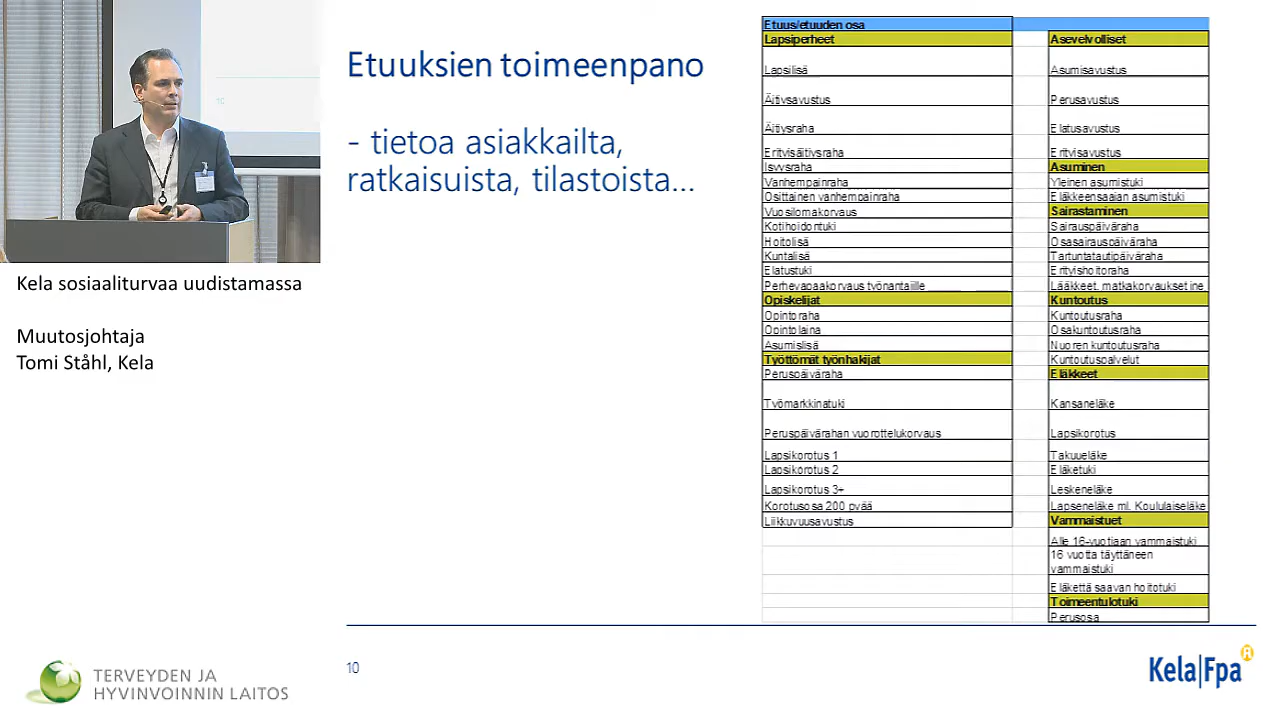 Etuuksien toimeenpano
- tietoa asiakkailta,
ratkaisuista, tilastoista...
Kela sosiaaliturvaa uudistamassa
Muutosjohtaja
Tomi Ståhl, Kela
Etuus/etuuden osa
Lapsiperheet
Lapsilisä
Äitiysavustus
Äitiysraha
Erityisäitiysraha
Isyysraha
Vanhempainraha
Osittainen vanhempainraha
Vuosilomakorvaus
Kotihoidontuki
Hoitolisä
Kuntalisä
Elatustuki
Perhevapaakorvaus työnantajille
Opiskelijat
Opintoraha
Opintolaina
Asumislisä
Työttömät työnhakijat
Peruspäiväraha
Työmarkkinatuki
Peruspäivärahan vuorottelukorvaus
Lapsikorotus 1
Lapsikorotus 2
Lapsikorotus 3+
Korotusosa 200 pvää
Liikkuvuusavustus
Asevelvolliset
Asumisavustus
Perusavustus
Elatusavustus
Erityisavustus
Asuminen
Yleinen asumistuki
Eläkkeensaajan asumistuki
Sairastaminen
Sairauspäiväraha
Osasairauspäiväraha
Tartuntatautipäiväraha
Erityishoitoraha
Lääkkeet, matkakorvaukset jne
Kuntoutus
Kuntoutusraha
Osakuntoutusraha
Nuoren kuntoutusraha
Kuntoutuspalvelut
Eläkkeet
Kansaneläke
Lapsikorotus
Takuueläke
Eläketuki
Leskeneläke
Lapseneläke ml. Koululaiseläke
Vammaistuet
Alle 16-vuotiaan vammaistuki
16 vuotta täyttäneen
vammaistuki
Eläkettä saavan hoitotuki
Toimeentulotuki
Perusosa
TERVEYDEN JA
HYVINVOINNIN LAITOS
10
Kela|Fpa